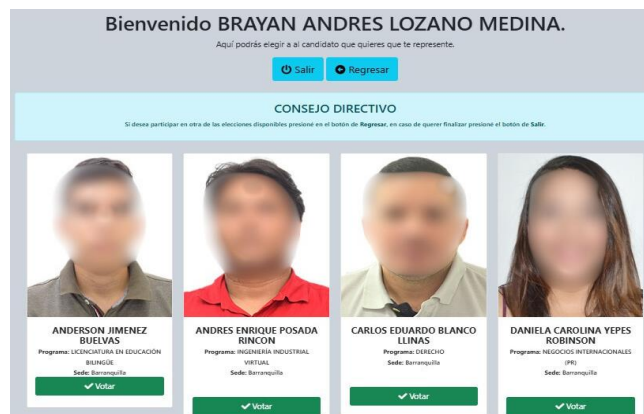 Bienvenido BRAYAN ANDRES LOZANO MEDINA.
Aquí podrás elegir a al candidato que quieres que te represente.
Salir
Regresar
CONSEJO DIRECTIVO
Si desea participar en otra de las elecciones disponibles presioné en el botón de Regresar, en caso de querer finalizar presioné el botón de Salir.
ANDERSON JIMENEZ
BUELVAS
Programa: LICENCIATURA EN EDUCACIÓN
BILINGÜE
Sede: Barranquilla
Votar
ANDRES ENRIQUE POSADA
RINCON
Programa: INGENIERÍA INDUSTRIAL
VIRTUAL
Sede: Barranquilla
Votar
CARLOS EDUARDO BLANCO
LLINAS
Programa: DERECHO
Sede: Barranquilla
Votar
DANIELA CAROLINA YEPES
ROBINSON
Programa: NEGOCIOS INTERNACIONALES
(PR)
Sede: Barranquilla
Votar